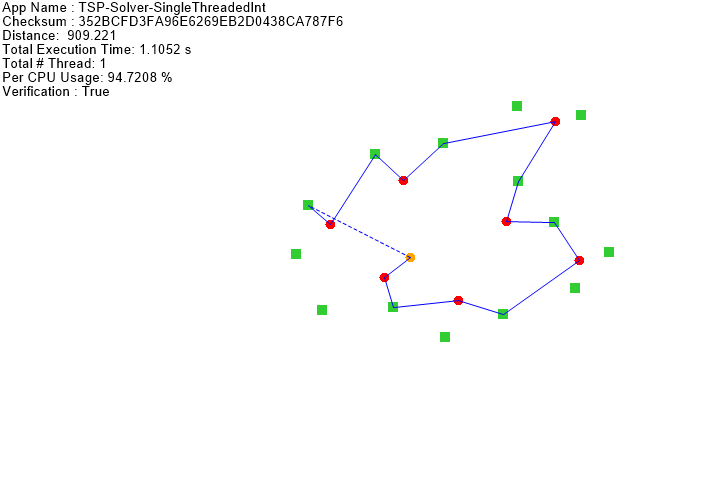 App Name : TSP-Solver-SingleThreadedInt
Checksum : 352BCFD3FA96E6269EB2D0438CA787F6
Distance:  909.221
Total Execution Time: 1.1052 s
Total # Thread: 1
Per CPU Usage: 94.7208 %
Verification : True